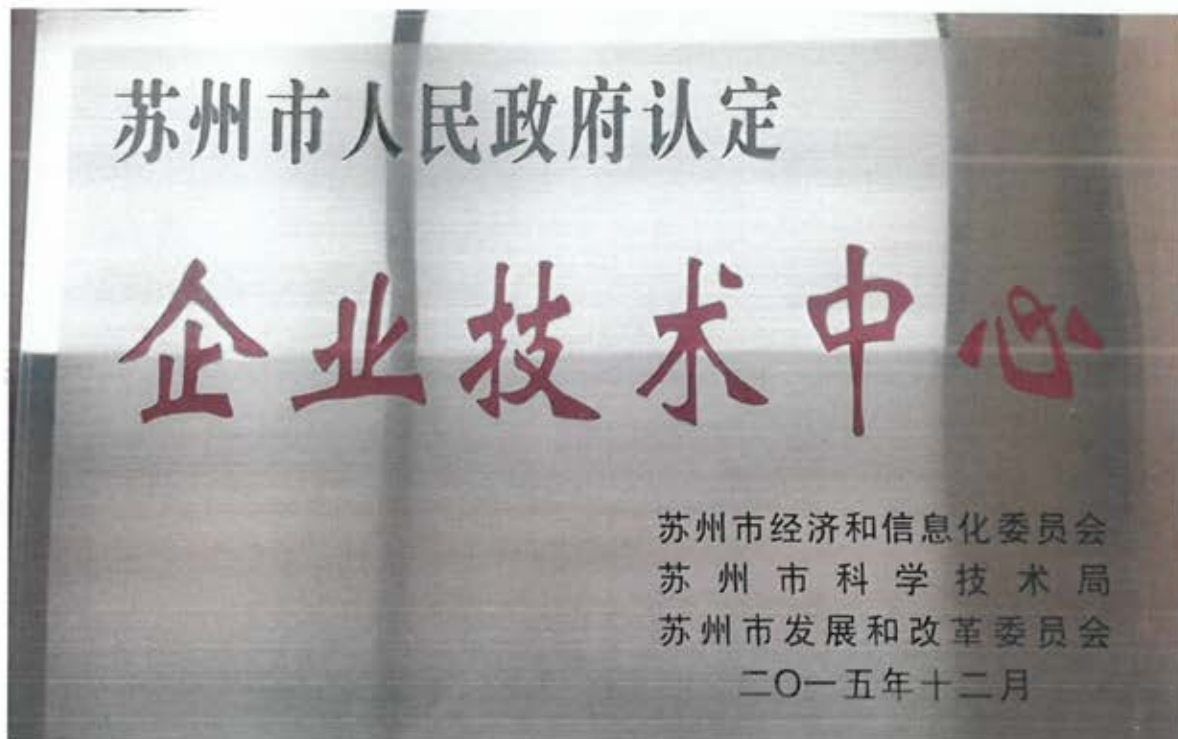 苏州市人民政府认定
企业技术中心
苏州市经济和信息化委员会
苏州市科学技术局
苏州市发展和改革委员会
二〇一五年十二月